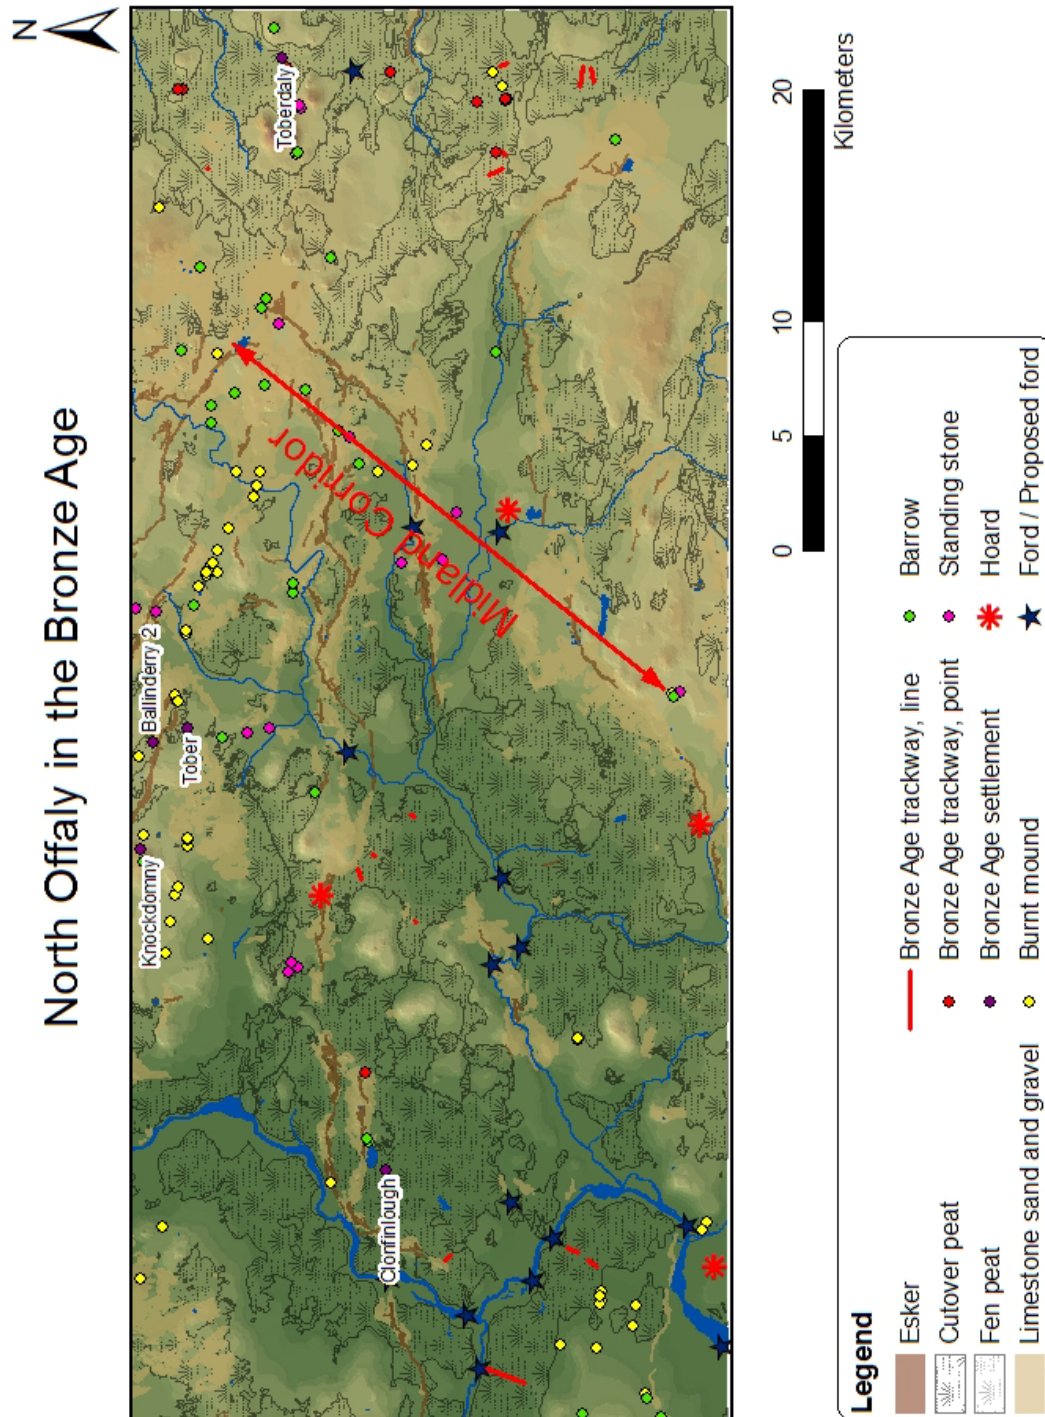 North Offaly in the Bronze Age
N
Knockdomny
Ballinderry 2
Tober
Toberdaly
Clonfinlough
Midland Corridor
0 5 10 20
Kilometers
Legend
Esker
Cutover peat
Fen peat
Limestone sand and gravel
Bronze Age trackway, line
Bronze Age trackway, point
Bronze Age settlement
Burnt mound
Barrow
Standing stone
Hoard
Ford / Proposed ford